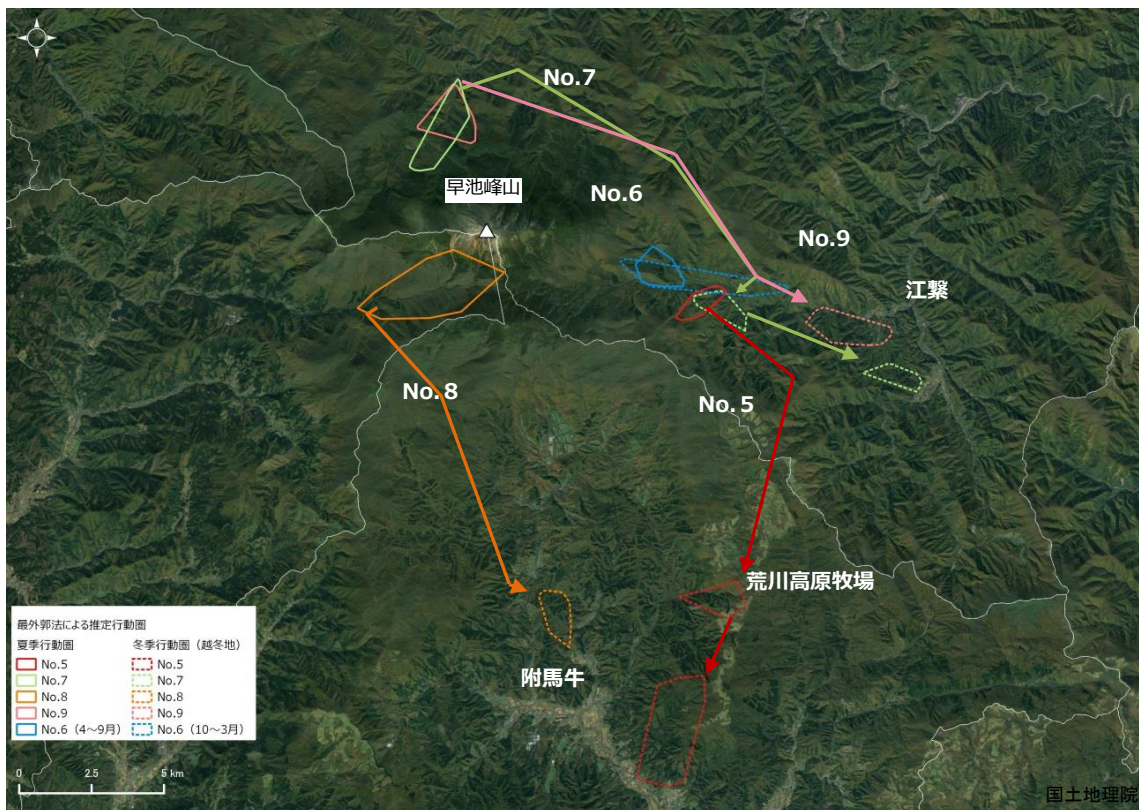 No.7
早池峰山
No.6
No.9
江繋
No.8
No.5
荒川高原牧場
附馬牛
最外郭法による推定行動圏
夏季行動圏 冬季行動圏（越冬地）
No.5 No.5
No.7 No.7
No.8 No.8
No.9 No.9
No.6（4～9月） No.6（10～3月）
0 2.5 5 km
国土地理院